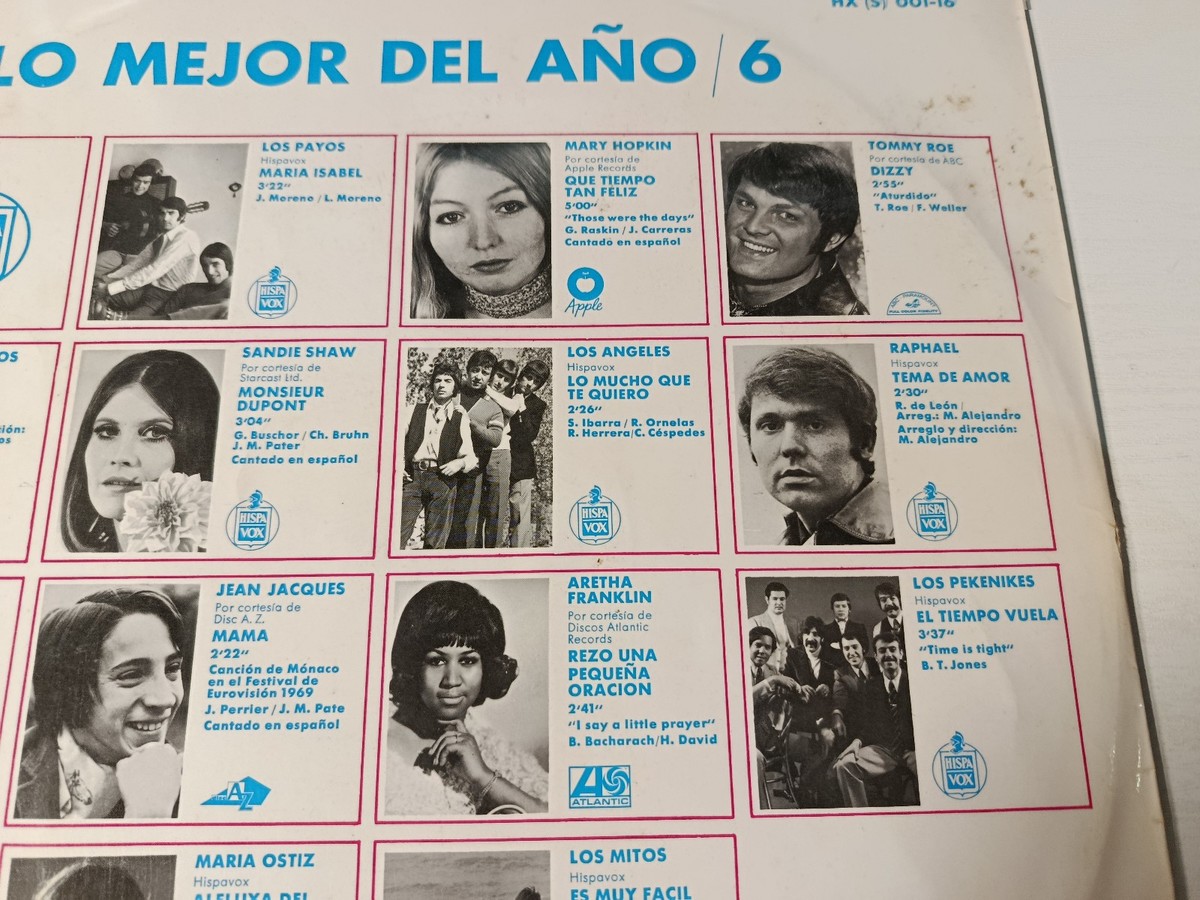 HX (S) 001-16
LO MEJOR DEL AÑO/6
LOS PAYOS
Hispavox
MARIA ISABEL
3'22"
J. Moreno/L. Moreno
HISPA
VOX
MARY HOPKIN
Por cortesía de
Apple Records
QUE TIEMPO
TAN FELIZ
5'00"
"Those were the days"
G. Raskin/J. Carreras
Cantado en español
Apple
TOMMY ROE
Por cortesía de ABC
DIZZY
2'55"
"Aturdido"
T. Roe/F. Weller
FULL COLOR FIDELITY
OS
ción:
os
SANDIE SHAW
Por cortesía de
Starcast Ltd.
MONSIEUR
DUPONT
3'04"
G. Buschor/Ch. Bruhn
J. M. Pater
Cantado en español
HISPA
VOX
LOS ANGELES
Hispavox
LO MUCHO QUE
TE QUIERO
2'26"
S. Ibarra/R. Ornelas
R. Herrera/C. Céspedes
HISPA
VOX
RAPHAEL
Hispavox
TEMA DE AMOR
2'30"
R. de León/
Arreg.: M. Alejandro
Arreglo y dirección:
M. Alejandro
HISPA
VOX
JEAN JACQUES
Por cortesía de
Disc A. Z.
MAMA
2'22"
Canción de Mónaco
en el Festival de
Eurovisión 1969
J. Perrier/J. M. Pate
Cantado en español
AZ
ARETHA
FRANKLIN
Por cortesía de
Discos Atlantic
Records
REZO UNA
PEQUEÑA
ORACION
2'41"
"I say a little prayer"
B. Bacharach/H. David
ATLANTIC
LOS PEKENIKES
Hispavox
EL TIEMPO VUELA
3'37"
"Time is tight"
B. T. Jones
HISPA
VOX
MARIA OSTIZ
Hispavox
ALELUYA DEL
LOS MITOS
Hispavox
ES MUY FACIL